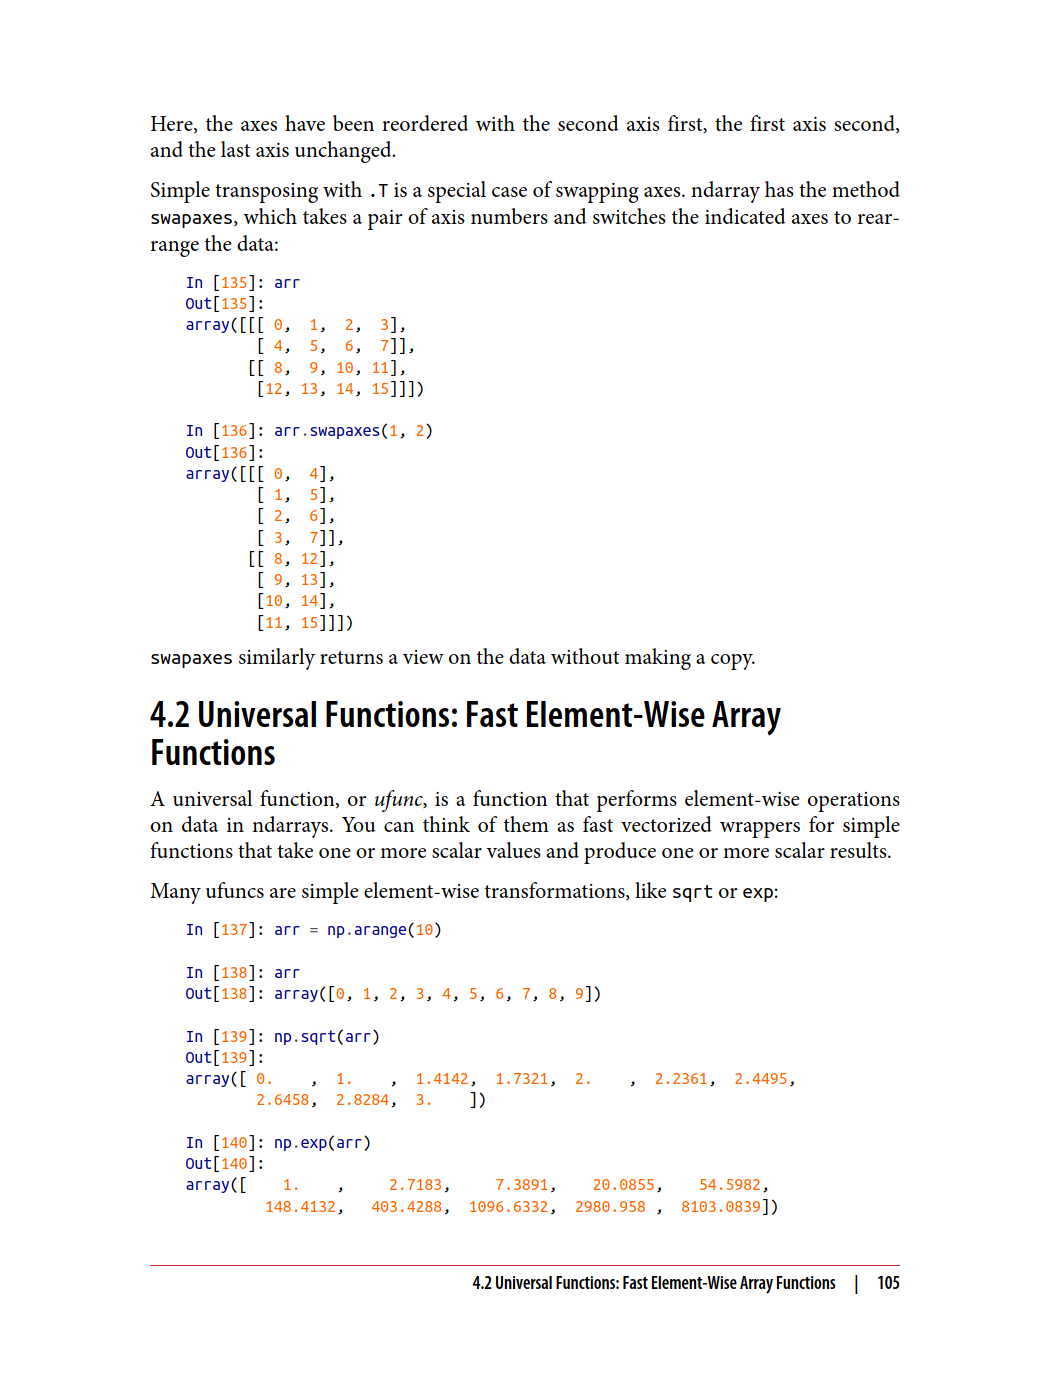 Here, the axes have been reordered with the second axis first, the first axis second,
and the last axis unchanged.
Simple transposing with .T is a special case of swapping axes. ndarray has the method
swapaxes, which takes a pair of axis numbers and switches the indicated axes to rear-
range the data:
In [135]: arr
Out[135]:
array([[[ 0,  1,  2,  3],
        [ 4,  5,  6,  7]],
       [[ 8,  9, 10, 11],
        [12, 13, 14, 15]]])
In [136]: arr.swapaxes(1, 2)
Out[136]:
array([[[ 0,  4],
        [ 1,  5],
        [ 2,  6],
        [ 3,  7]],
       [[ 8, 12],
        [ 9, 13],
        [10, 14],
        [11, 15]]])
swapaxes similarly returns a view on the data without making a copy.
4.2 Universal Functions: Fast Element-Wise Array
Functions
A universal function, or ufunc, is a function that performs element-wise operations
on data in ndarrays. You can think of them as fast vectorized wrappers for simple
functions that take one or more scalar values and produce one or more scalar results.
Many ufuncs are simple element-wise transformations, like sqrt or exp:
In [137]: arr = np.arange(10)
In [138]: arr
Out[138]: array([0, 1, 2, 3, 4, 5, 6, 7, 8, 9])
In [139]: np.sqrt(arr)
Out[139]:
array([ 0.    ,  1.    ,  1.4142,  1.7321,  2.    ,  2.2361,  2.4495,
        2.6458,  2.8284,  3.    ])
In [140]: np.exp(arr)
Out[140]:
array([    1.    ,     2.7183,     7.3891,    20.0855,    54.5982,
         148.4132,   403.4288,  1096.6332,  2980.958 ,  8103.0839])
4.2 Universal Functions: Fast Element-Wise Array Functions | 105